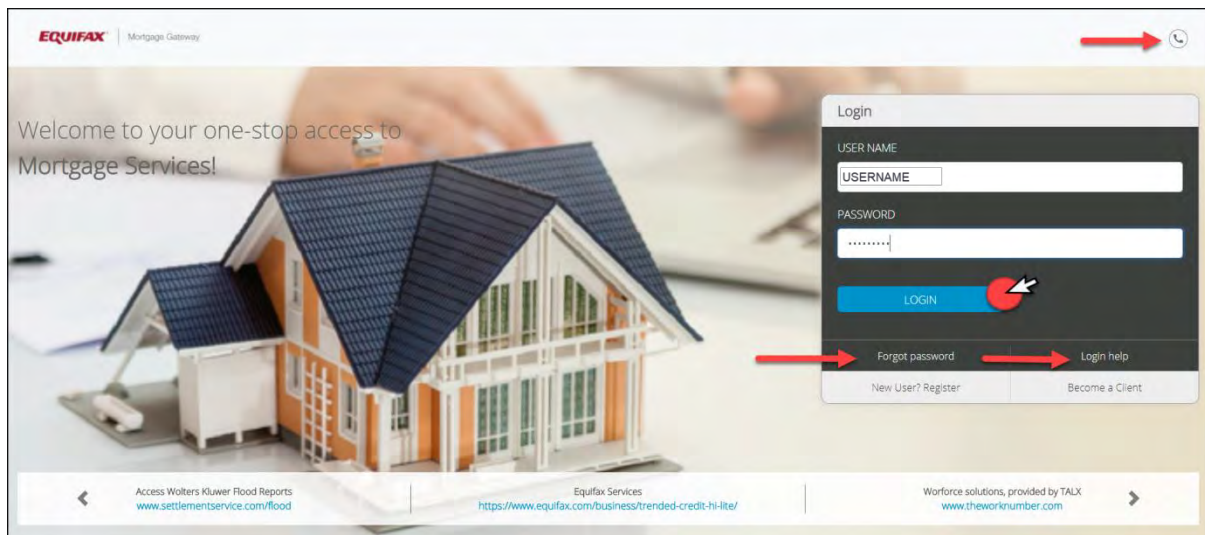 EQUIFAX Mortgage Gateway
Welcome to your one-stop access to
Mortgage Services!
Login
USER NAME
USERNAME
PASSWORD
LOGIN
Forgot password Login help
New User? Register Become a Client
Access Wolters Kluwer Flood Reports
www.settlementservice.com/flood
Equifax Services
https://www.equifax.com/business/trended-credit-hi-lite/
Worforce solutions, provided by TALX
www.theworknumber.com